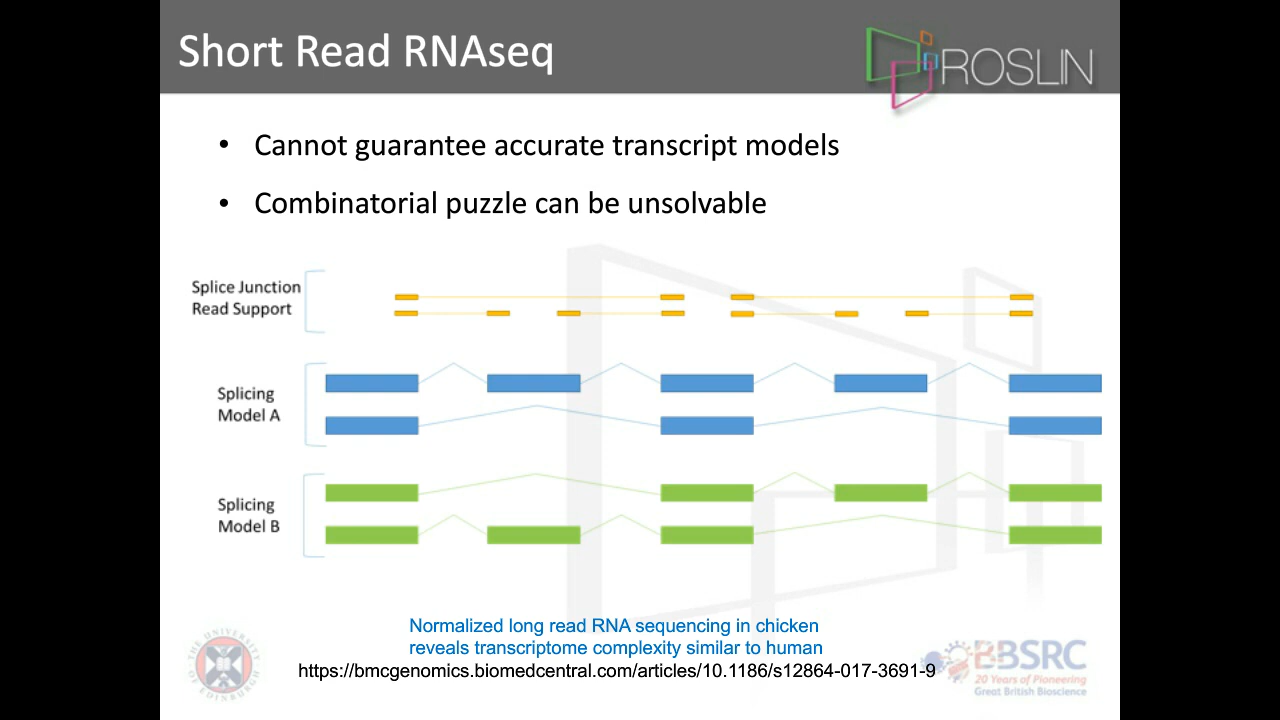 Short Read RNAseq
ROSLIN
• Cannot guarantee accurate transcript models
• Combinatorial puzzle can be unsolvable
Splice Junction
Read Support
Splicing
Model A
Splicing
Model B
Normalized long read RNA sequencing in chicken
reveals transcriptome complexity similar to human
https://bmcgenomics.biomedcentral.com/articles/10.1186/s12864-017-3691-9
THE UNIVERSITY
OF EDINBURGH
BBSRC
20 Years of Pioneering
Great British Bioscience